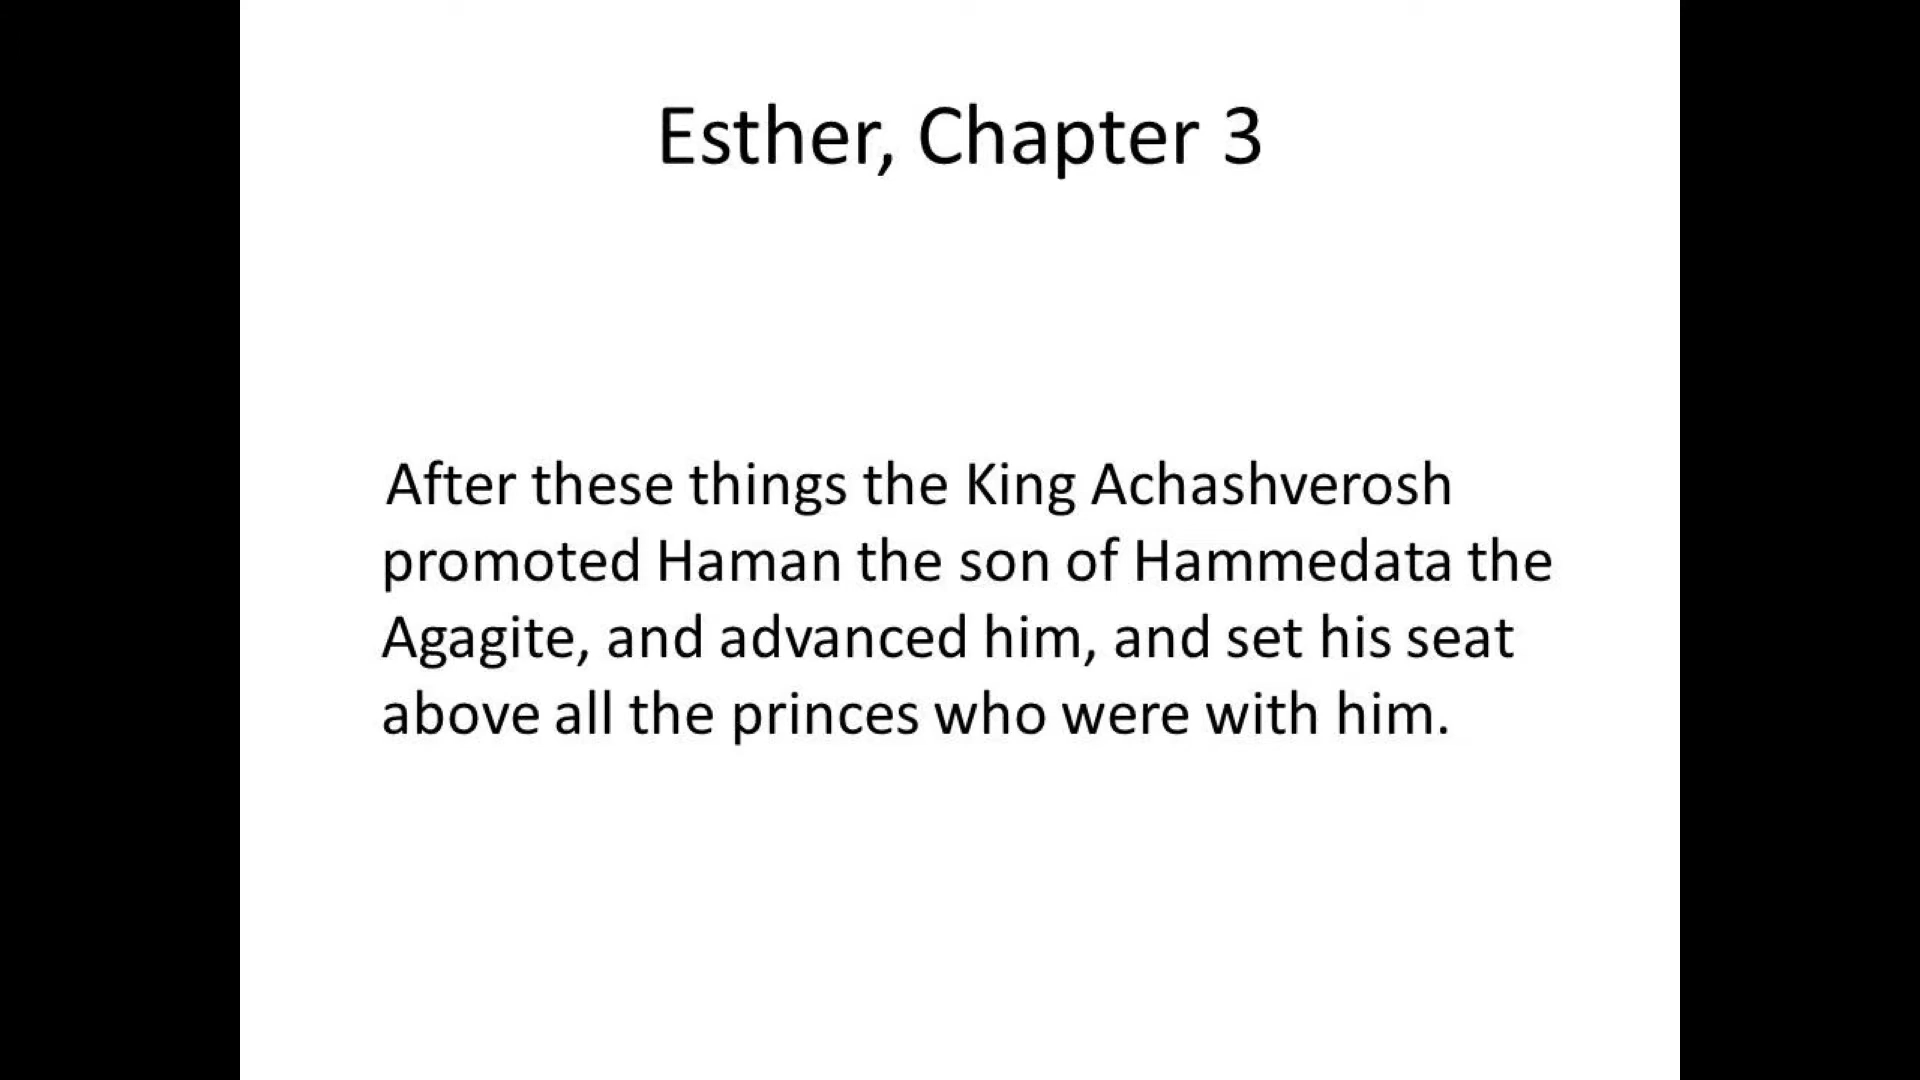 Esther, Chapter 3
After these things the King Achashverosh
promoted Haman the son of Hammedata the
Agagite, and advanced him, and set his seat
above all the princes who were with him.